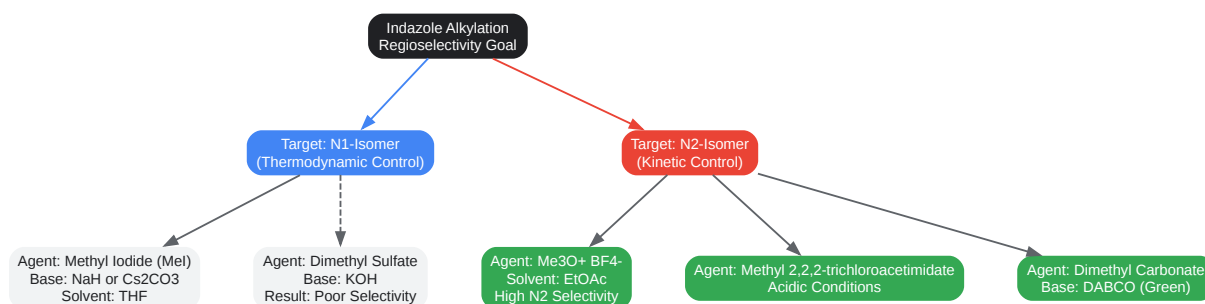 Indazole Alkylation
Regioselectivity Goal
Target: N1-Isomer
(Thermodynamic Control)
Target: N2-Isomer
(Kinetic Control)
Agent: Methyl Iodide (MeI)
Base: NaH or Cs2CO3
Solvent: THF
Agent: Dimethyl Sulfate
Base: KOH
Result: Poor Selectivity
Agent: Me3O+ BF4-
Solvent: EtOAc
High N2 Selectivity
Agent: Methyl 2,2,2-trichloroacetimidate
Acidic Conditions
Agent: Dimethyl Carbonate
Base: DABCO (Green)